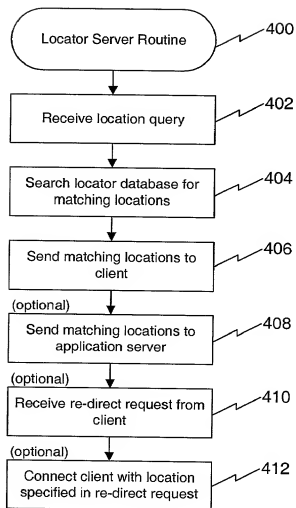 Locator Server Routine
400
Receive location query
402
Search locator database for
matching locations
404
Send matching locations to
client
406
(optional)
Send matching locations to
application server
408
(optional)
Receive re-direct request from
client
410
(optional)
Connect client with location
specified in re-direct request
412